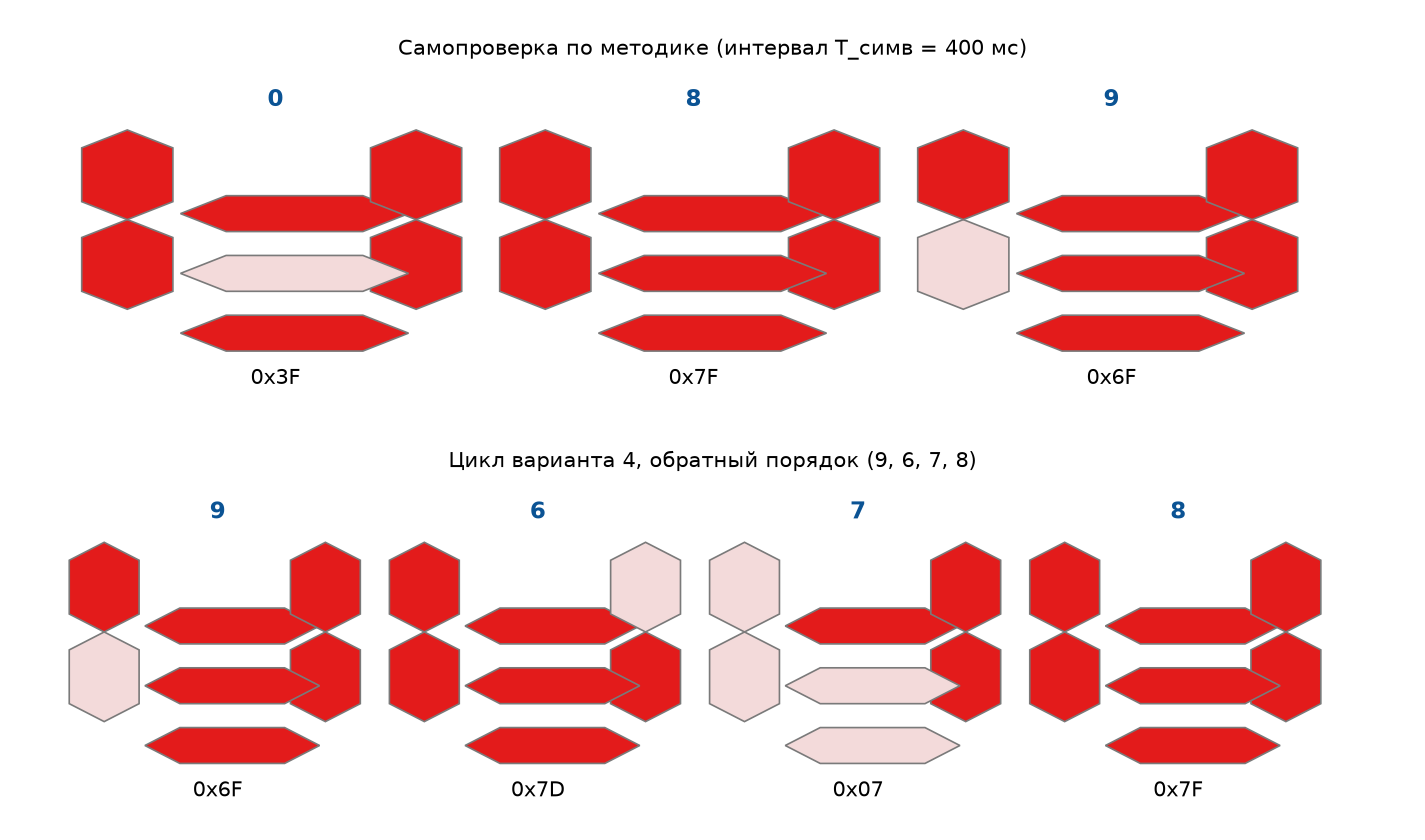 Самопроверка по методике (интервал T_симв = 400 мс)
0 8 9
0x3F 0x7F 0x6F
Цикл варианта 4, обратный порядок (9, 6, 7, 8)
9 6 7 8
0x6F 0x7D 0x07 0x7F